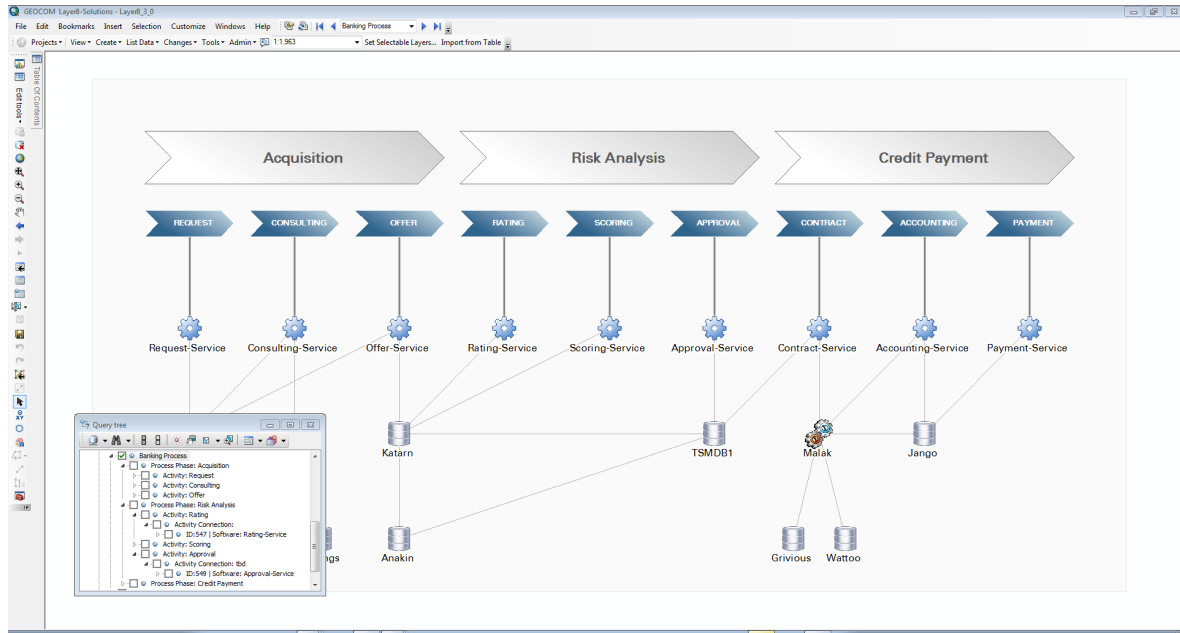 GEOCOM Layer8-Solutions - Layer8_3_0
File Edit Bookmarks Insert Selection Customize Windows Help Banking Process
Projects View Create List Data Changes Tools Admin 1:1.963 Set Selectable Layers... Import from Table
Table Of Contents
Edit tools
Acquisition Risk Analysis Credit Payment
REQUEST CONSULTING OFFER RATING SCORING APPROVAL CONTRACT ACCOUNTING PAYMENT
Request-Service Consulting-Service Offer-Service Rating-Service Scoring-Service Approval-Service Contract-Service Accounting-Service Payment-Service
Katarn TSMDB1 Malak Jango
ngs Anakin Grivious Wattoo
Query tree
Banking Process
Process Phase: Acquisition
Activity: Request
Activity: Consulting
Activity: Offer
Process Phase: Risk Analysis
Activity: Rating
Activity Connection:
ID:547 | Software: Rating-Service
Activity: Scoring
Activity: Approval
Activity Connection: tbd
ID:549 | Software: Approval-Service
Process Phase: Credit Payment